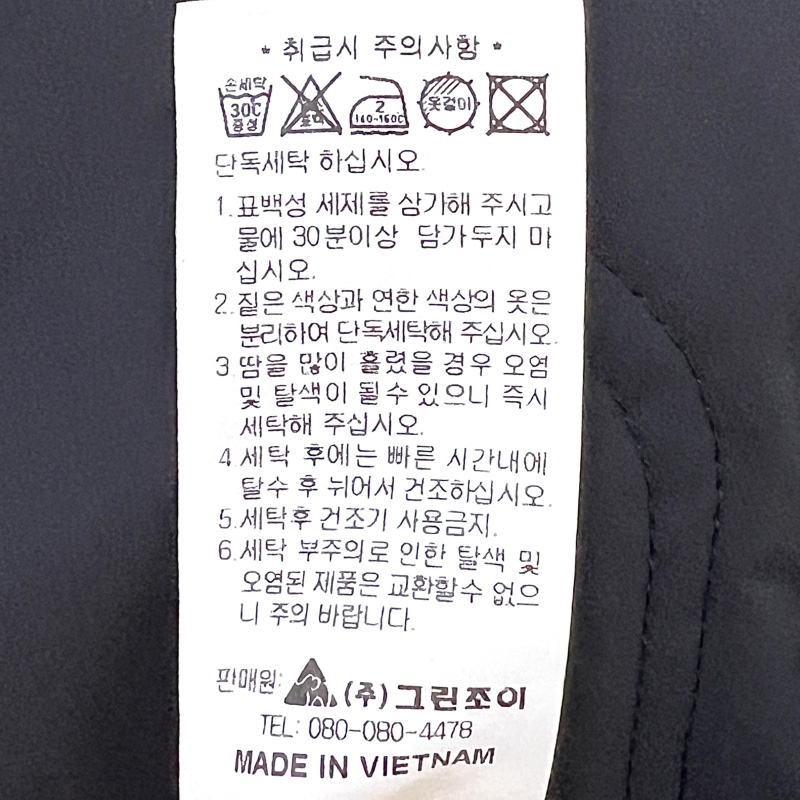 * 취급시 주의사항 *
손세탁
30℃
중성
표백
2
140~160℃
옷걸이
단독세탁 하십시오.
1.표백성 세제를 삼가해 주시고
물에 30분이상 담가두지 마
십시오.
2.짙은 색상과 연한 색상의 옷은
분리하여 단독세탁해 주십시오.
3.땀을 많이 흘렸을 경우 오염
및 탈색이 될수 있으니 즉시
세탁해 주십시오.
4.세탁 후에는 빠른 시간내에
탈수 후 뉘어서 건조하십시오.
5.세탁후 건조기 사용금지.
6.세탁 부주의로 인한 탈색 및
오염된 제품은 교환할수 없으
니 주의 바랍니다.
판매원: (주)그린조이
TEL: 080-080-4478
MADE IN VIETNAM